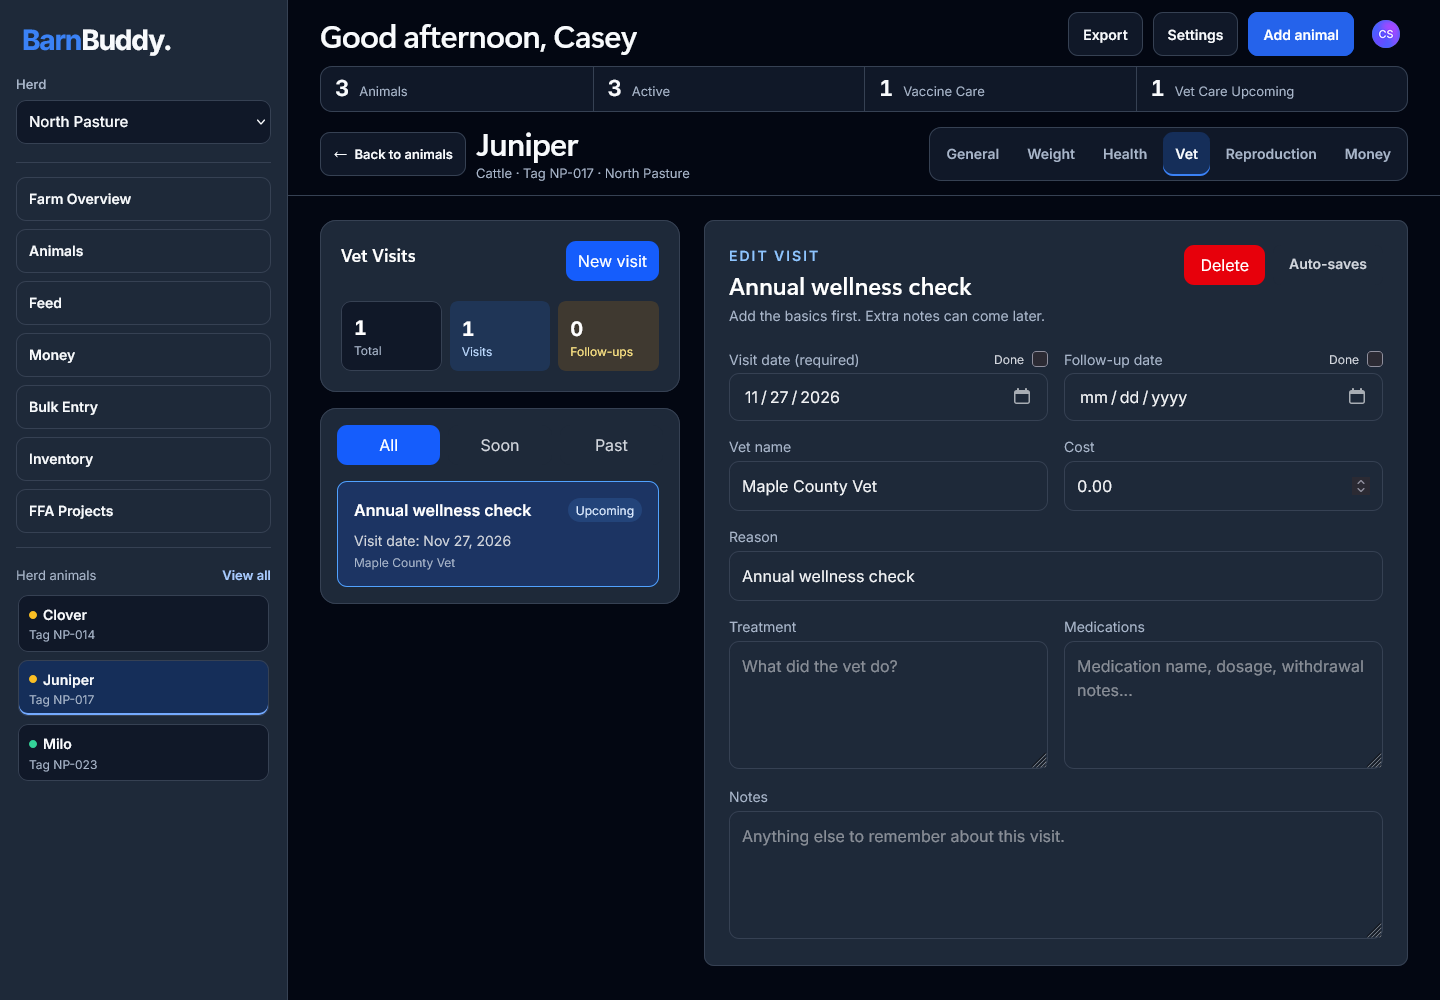 BarnBuddy.
Herd
North Pasture
Farm Overview
Animals
Feed
Money
Bulk Entry
Inventory
FFA Projects
Herd animals View all
Clover
Tag NP-014
Juniper
Tag NP-017
Milo
Tag NP-023
Good afternoon, Casey
Export Settings Add animal CS
3 Animals 3 Active 1 Vaccine Care 1 Vet Care Upcoming
← Back to animals
Juniper
Cattle · Tag NP-017 · North Pasture
General Weight Health Vet Reproduction Money
Vet Visits
New visit
1 Total
1 Visits
0 Follow-ups
All Soon Past
Annual wellness check Upcoming
Visit date: Nov 27, 2026
Maple County Vet
EDIT VISIT
Annual wellness check
Add the basics first. Extra notes can come later.
Delete Auto-saves
Visit date (required) Done
11/27/2026
Follow-up date Done
mm/dd/yyyy
Vet name
Maple County Vet
Cost
0.00
Reason
Annual wellness check
Treatment
What did the vet do?
Medications
Medication name, dosage, withdrawal
notes...
Notes
Anything else to remember about this visit.